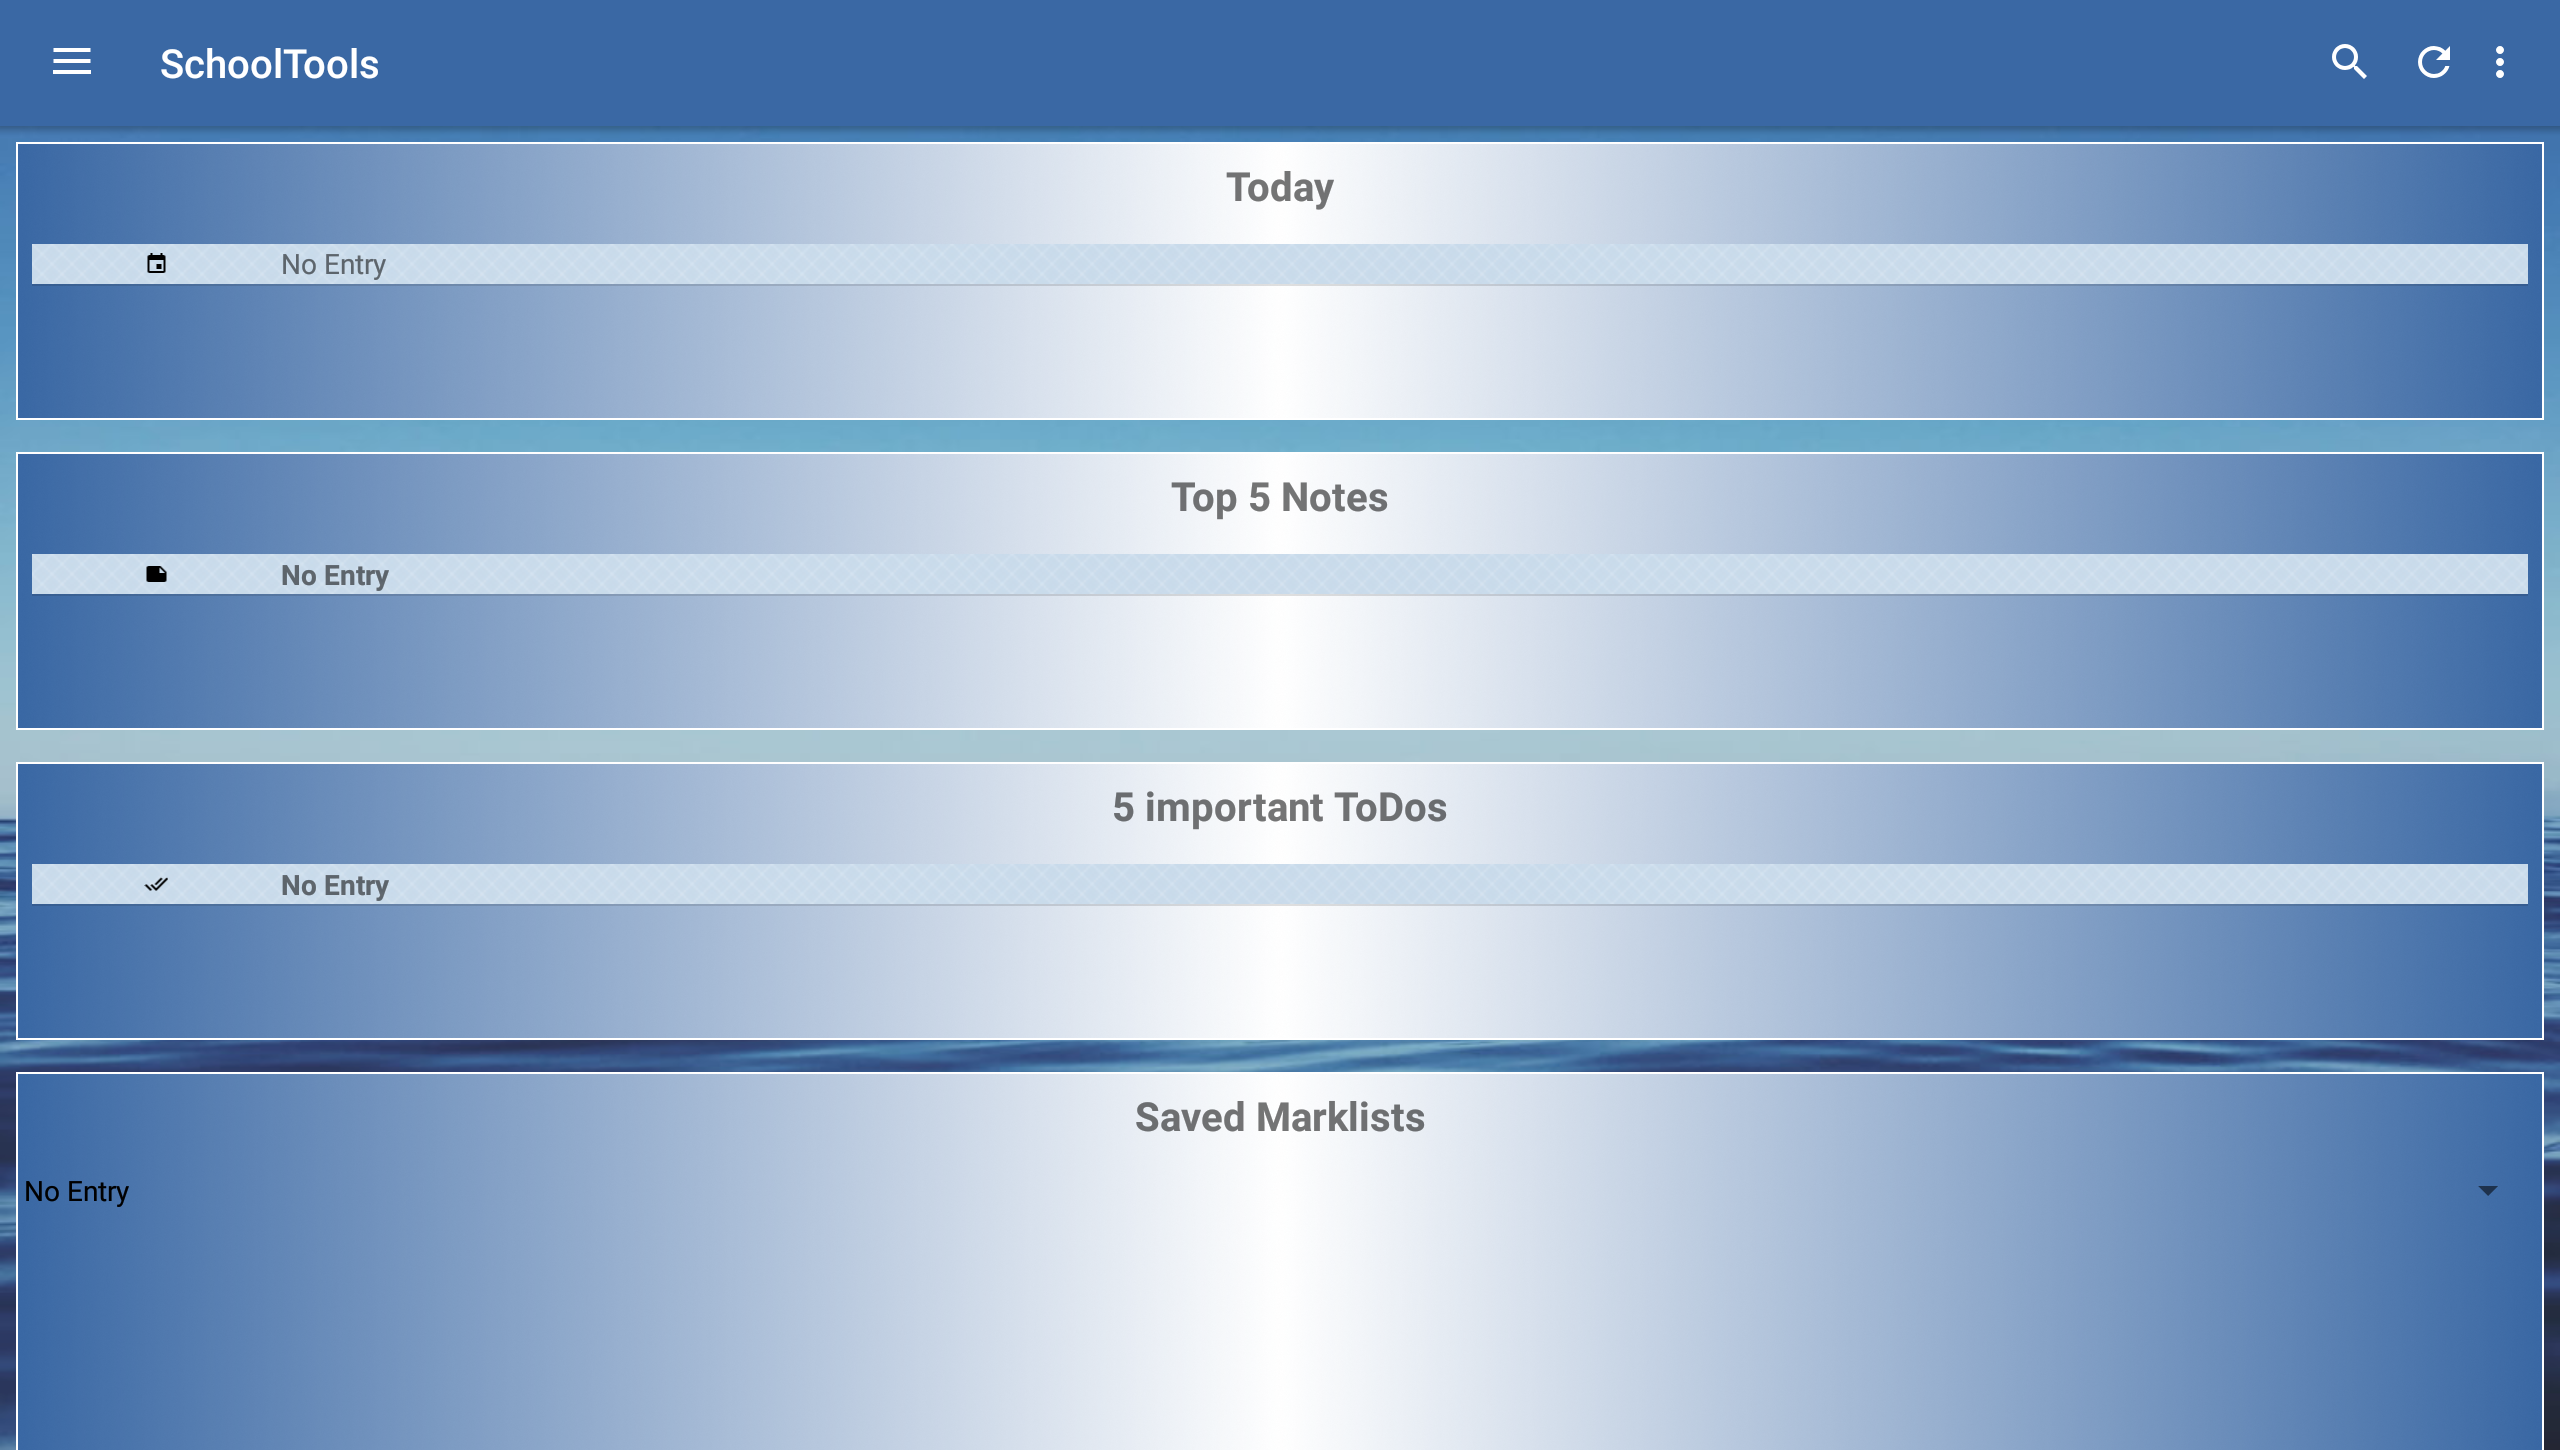 SchoolTools
Today
No Entry
Top 5 Notes
No Entry
5 important ToDos
No Entry
Saved Marklists
No Entry